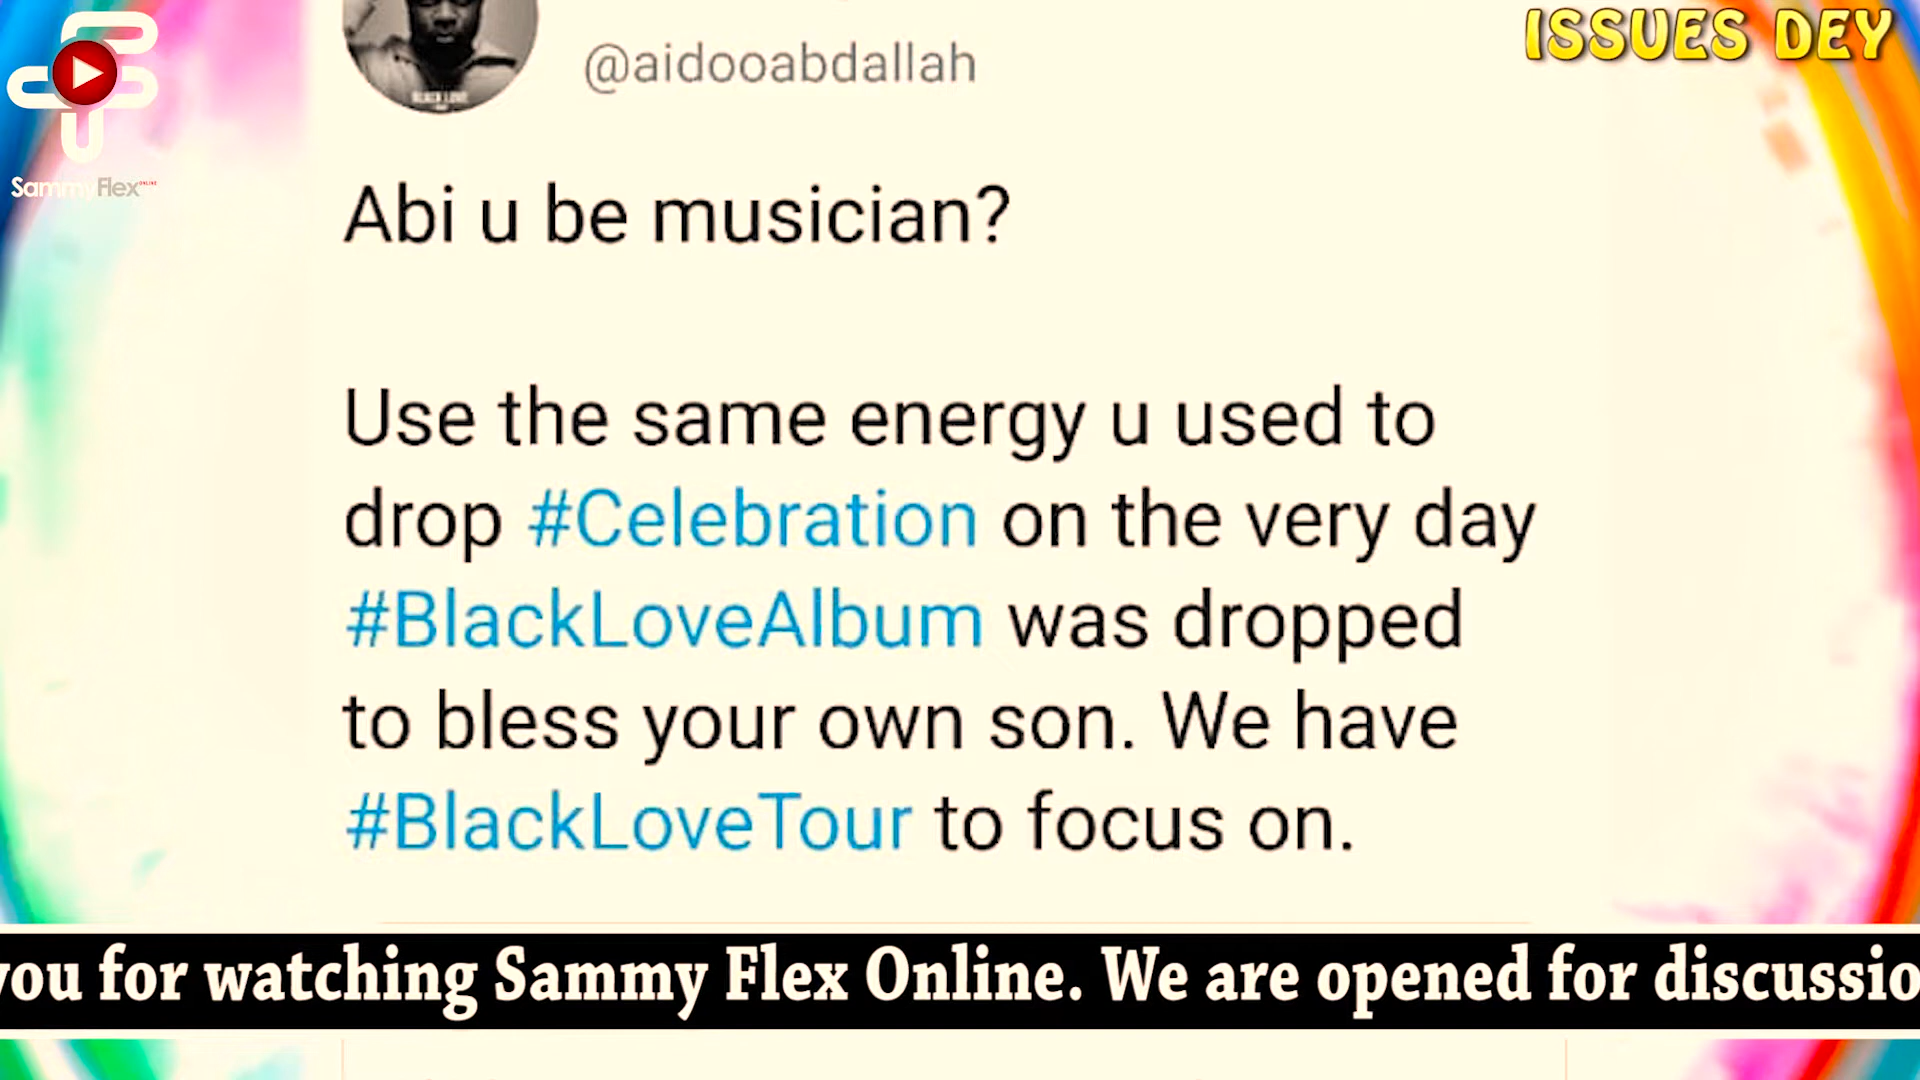 ISSUES DEY
@aidooabdallah
SammyFlex ONLINE
Abi u be musician?
Use the same energy u used to
drop #Celebration on the very day
#BlackLoveAlbum was dropped
to bless your own son. We have
#BlackLoveTour to focus on.
you for watching Sammy Flex Online. We are opened for discussio